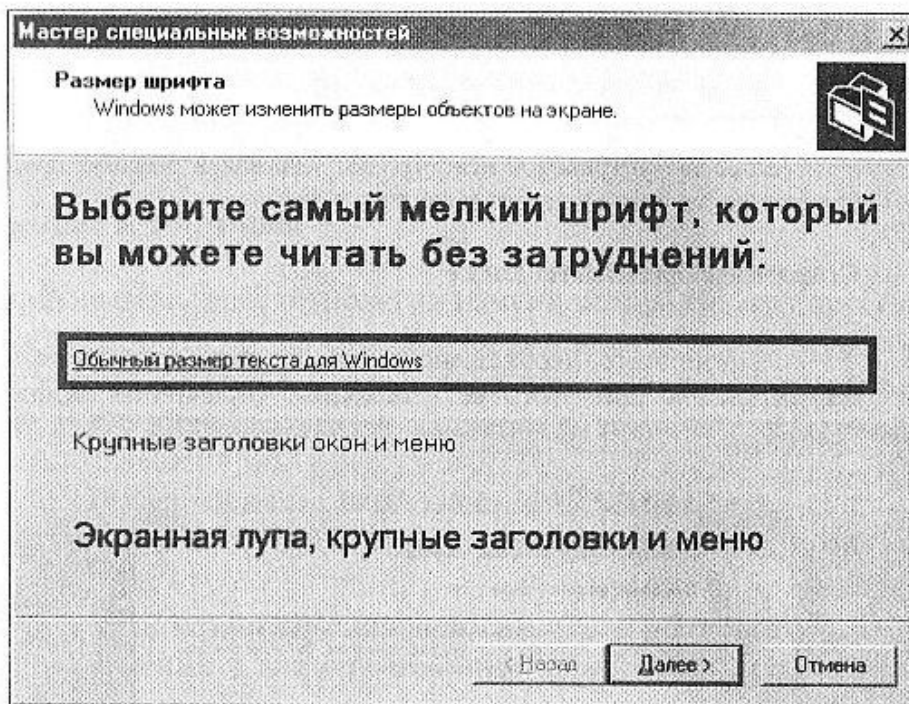 Мастер специальных возможностей
Размер шрифта
Windows может изменить размеры объектов на экране.
Выберите самый мелкий шрифт, который
вы можете читать без затруднений:
Обычный размер текста для Windows
Крупные заголовки окон и меню
Экранная лупа, крупные заголовки и меню
< Назад Далее > Отмена